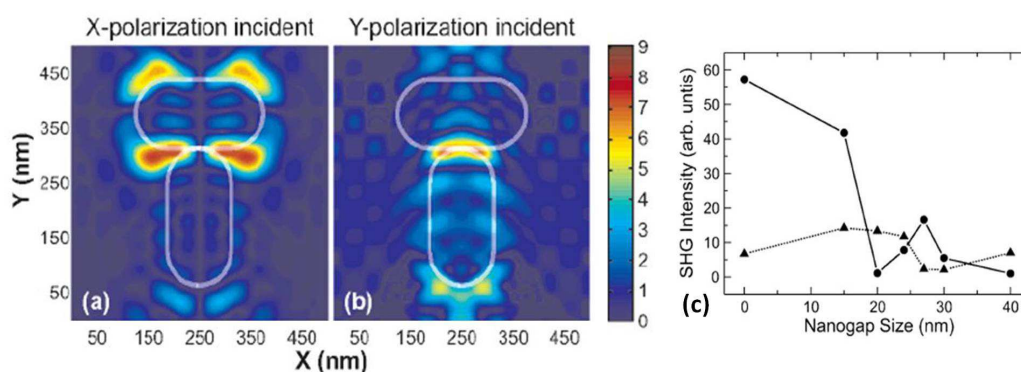 X-polarization incident
Y-polarization incident
Y (nm)
450
350
250
150
50
(a)
50 150 250 350 450
(b)
50 150 250 350 450
X (nm)
9
8
7
6
5
4
3
2
1
0
SHG Intensity (arb. untis)
60
50
40
30
20
10
0
(c)
0 10 20 30 40
Nanogap Size (nm)